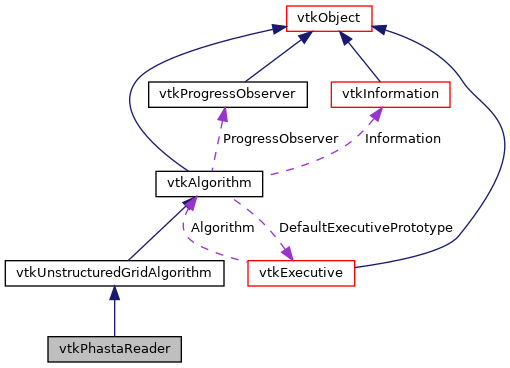 vtkObject
vtkProgressObserver
vtkInformation
ProgressObserver
Information
vtkAlgorithm
Algorithm
DefaultExecutivePrototype
vtkUnstructuredGridAlgorithm
vtkExecutive
vtkPhastaReader